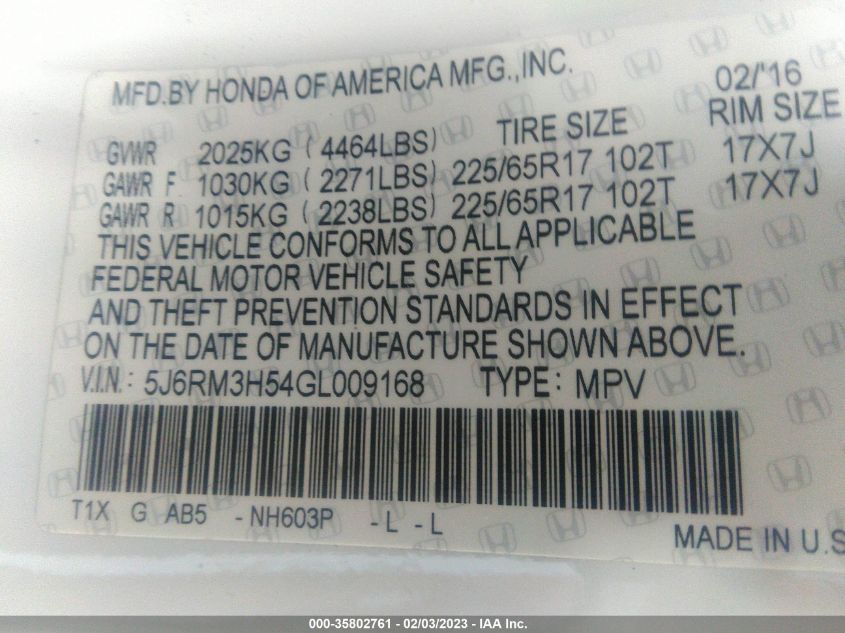 MFD.BY HONDA OF AMERICA MFG.,INC. 02/'16
TIRE SIZE RIM SIZE
GVWR 2025KG ( 4464LBS)
GAWR F 1030KG ( 2271LBS) 225/65R17 102T 17X7J
GAWR R 1015KG ( 2238LBS) 225/65R17 102T 17X7J
THIS VEHICLE CONFORMS TO ALL APPLICABLE
FEDERAL MOTOR VEHICLE SAFETY
AND THEFT PREVENTION STANDARDS IN EFFECT
ON THE DATE OF MANUFACTURE SHOWN ABOVE.
V.I.N.: 5J6RM3H54GL009168 TYPE: MPV
T1X G AB5 -NH603P -L -L
MADE IN U.S
000-35802761 - 02/03/2023 - IAA Inc.